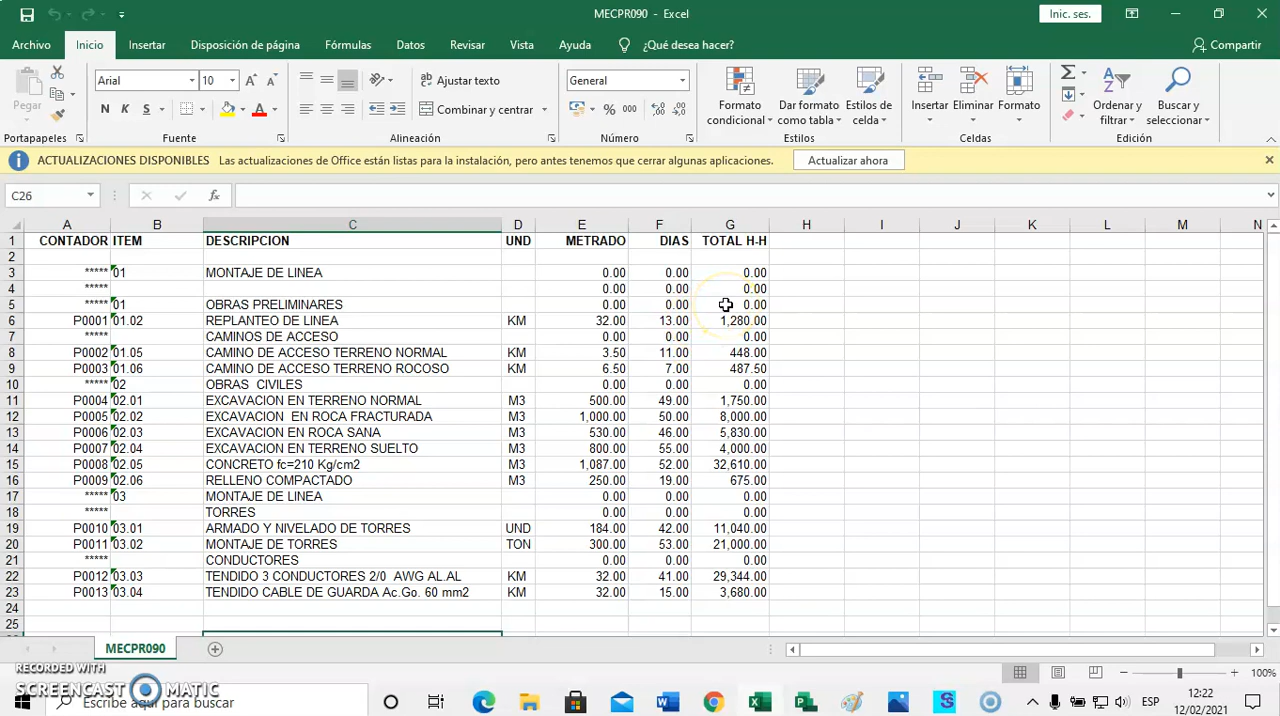 MECPR090 - Excel
Inic. ses.
Archivo Inicio Insertar Disposición de página Fórmulas Datos Revisar Vista Ayuda ¿Qué desea hacer? Compartir
Pegar
Arial 10
Ajustar texto
General
N K S
Combinar y centrar
% 000
Formato condicional
Dar formato como tabla
Estilos de celda
Insertar Eliminar Formato
Ordenar y filtrar
Buscar y seleccionar
Portapapeles Fuente Alineación Número Estilos Celdas Edición
ACTUALIZACIONES DISPONIBLES Las actualizaciones de Office están listas para la instalación, pero antes tenemos que cerrar algunas aplicaciones. Actualizar ahora
C26 fx
A B C D E F G H I J K L M N
1 CONTADOR ITEM DESCRIPCION UND METRADO DIAS TOTAL H-H
2
3 ***** 01 MONTAJE DE LINEA 0.00 0.00 0.00
4 ***** 0.00 0.00 0.00
5 ***** 01 OBRAS PRELIMINARES 0.00 0.00 0.00
6 P0001 01.02 REPLANTEO DE LINEA KM 32.00 13.00 1,280.00
7 ***** CAMINOS DE ACCESO 0.00 0.00 0.00
8 P0002 01.05 CAMINO DE ACCESO TERRENO NORMAL KM 3.50 11.00 448.00
9 P0003 01.06 CAMINO DE ACCESO TERRENO ROCOSO KM 6.50 7.00 487.50
10 ***** 02 OBRAS CIVILES 0.00 0.00 0.00
11 P0004 02.01 EXCAVACION EN TERRENO NORMAL M3 500.00 49.00 1,750.00
12 P0005 02.02 EXCAVACION EN ROCA FRACTURADA M3 1,000.00 50.00 8,000.00
13 P0006 02.03 EXCAVACION EN ROCA SANA M3 530.00 46.00 5,830.00
14 P0007 02.04 EXCAVACION EN TERRENO SUELTO M3 800.00 55.00 4,000.00
15 P0008 02.05 CONCRETO fc=210 Kg/cm2 M3 1,087.00 52.00 32,610.00
16 P0009 02.06 RELLENO COMPACTADO M3 250.00 19.00 675.00
17 ***** 03 MONTAJE DE LINEA 0.00 0.00 0.00
18 ***** TORRES 0.00 0.00 0.00
19 P0010 03.01 ARMADO Y NIVELADO DE TORRES UND 184.00 42.00 11,040.00
20 P0011 03.02 MONTAJE DE TORRES TON 300.00 53.00 21,000.00
21 ***** CONDUCTORES 0.00 0.00 0.00
22 P0012 03.03 TENDIDO 3 CONDUCTORES 2/0 AWG AL.AL KM 32.00 41.00 29,344.00
23 P0013 03.04 TENDIDO CABLE DE GUARDA Ac.Go. 60 mm2 KM 32.00 15.00 3,680.00
24
25
MECPR090
100%
RECORDED WITH
SCREENCAST MATIC
Escribe aquí para buscar
ESP
12:22
12/02/2021